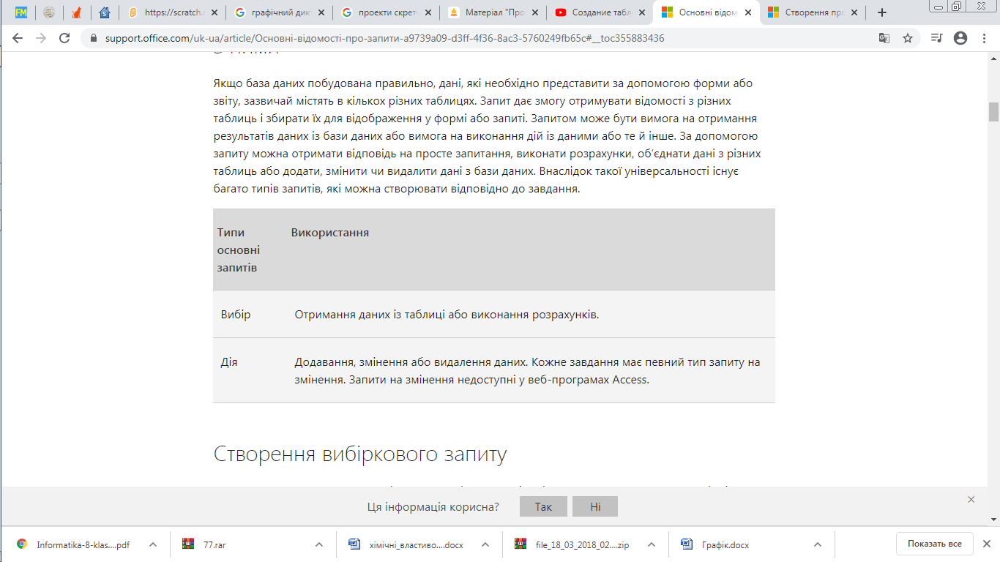 FM
https://scratch.
графічний дикт
проекти скретч
Матеріал "Про
Создание табл
Основні відом
Створення про
support.office.com/uk-ua/article/Основні-відомості-про-запити-a9739a09-d3ff-4f36-8ac3-5760249fb65c#__toc355883436
Якщо база даних побудована правильно, дані, які необхідно представити за допомогою форми або
звіту, зазвичай містять в кількох різних таблицях. Запит дає змогу отримувати відомості з різних
таблиць і збирати їх для відображення у формі або запиті. Запитом може бути вимога на отримання
результатів даних із бази даних або вимога на виконання дій із даними або те й інше. За допомогою
запиту можна отримати відповідь на просте запитання, виконати розрахунки, об’єднати дані з різних
таблиць або додати, змінити чи видалити дані з бази даних. Внаслідок такої універсальності існує
багато типів запитів, які можна створювати відповідно до завдання.
Типи
основні
запитів
Використання
Вибір
Отримання даних із таблиці або виконання розрахунків.
Дія
Додавання, змінення або видалення даних. Кожне завдання має певний тип запиту на
змінення. Запити на змінення недоступні у веб-програмах Access.
Створення вибіркового запиту
Ця інформація корисна?
Так
Ні
Informatika-8-klas....pdf
77.rar
хімічні_властиво....docx
file_18_03_2018_02....zip
Графік.docx
Показать все